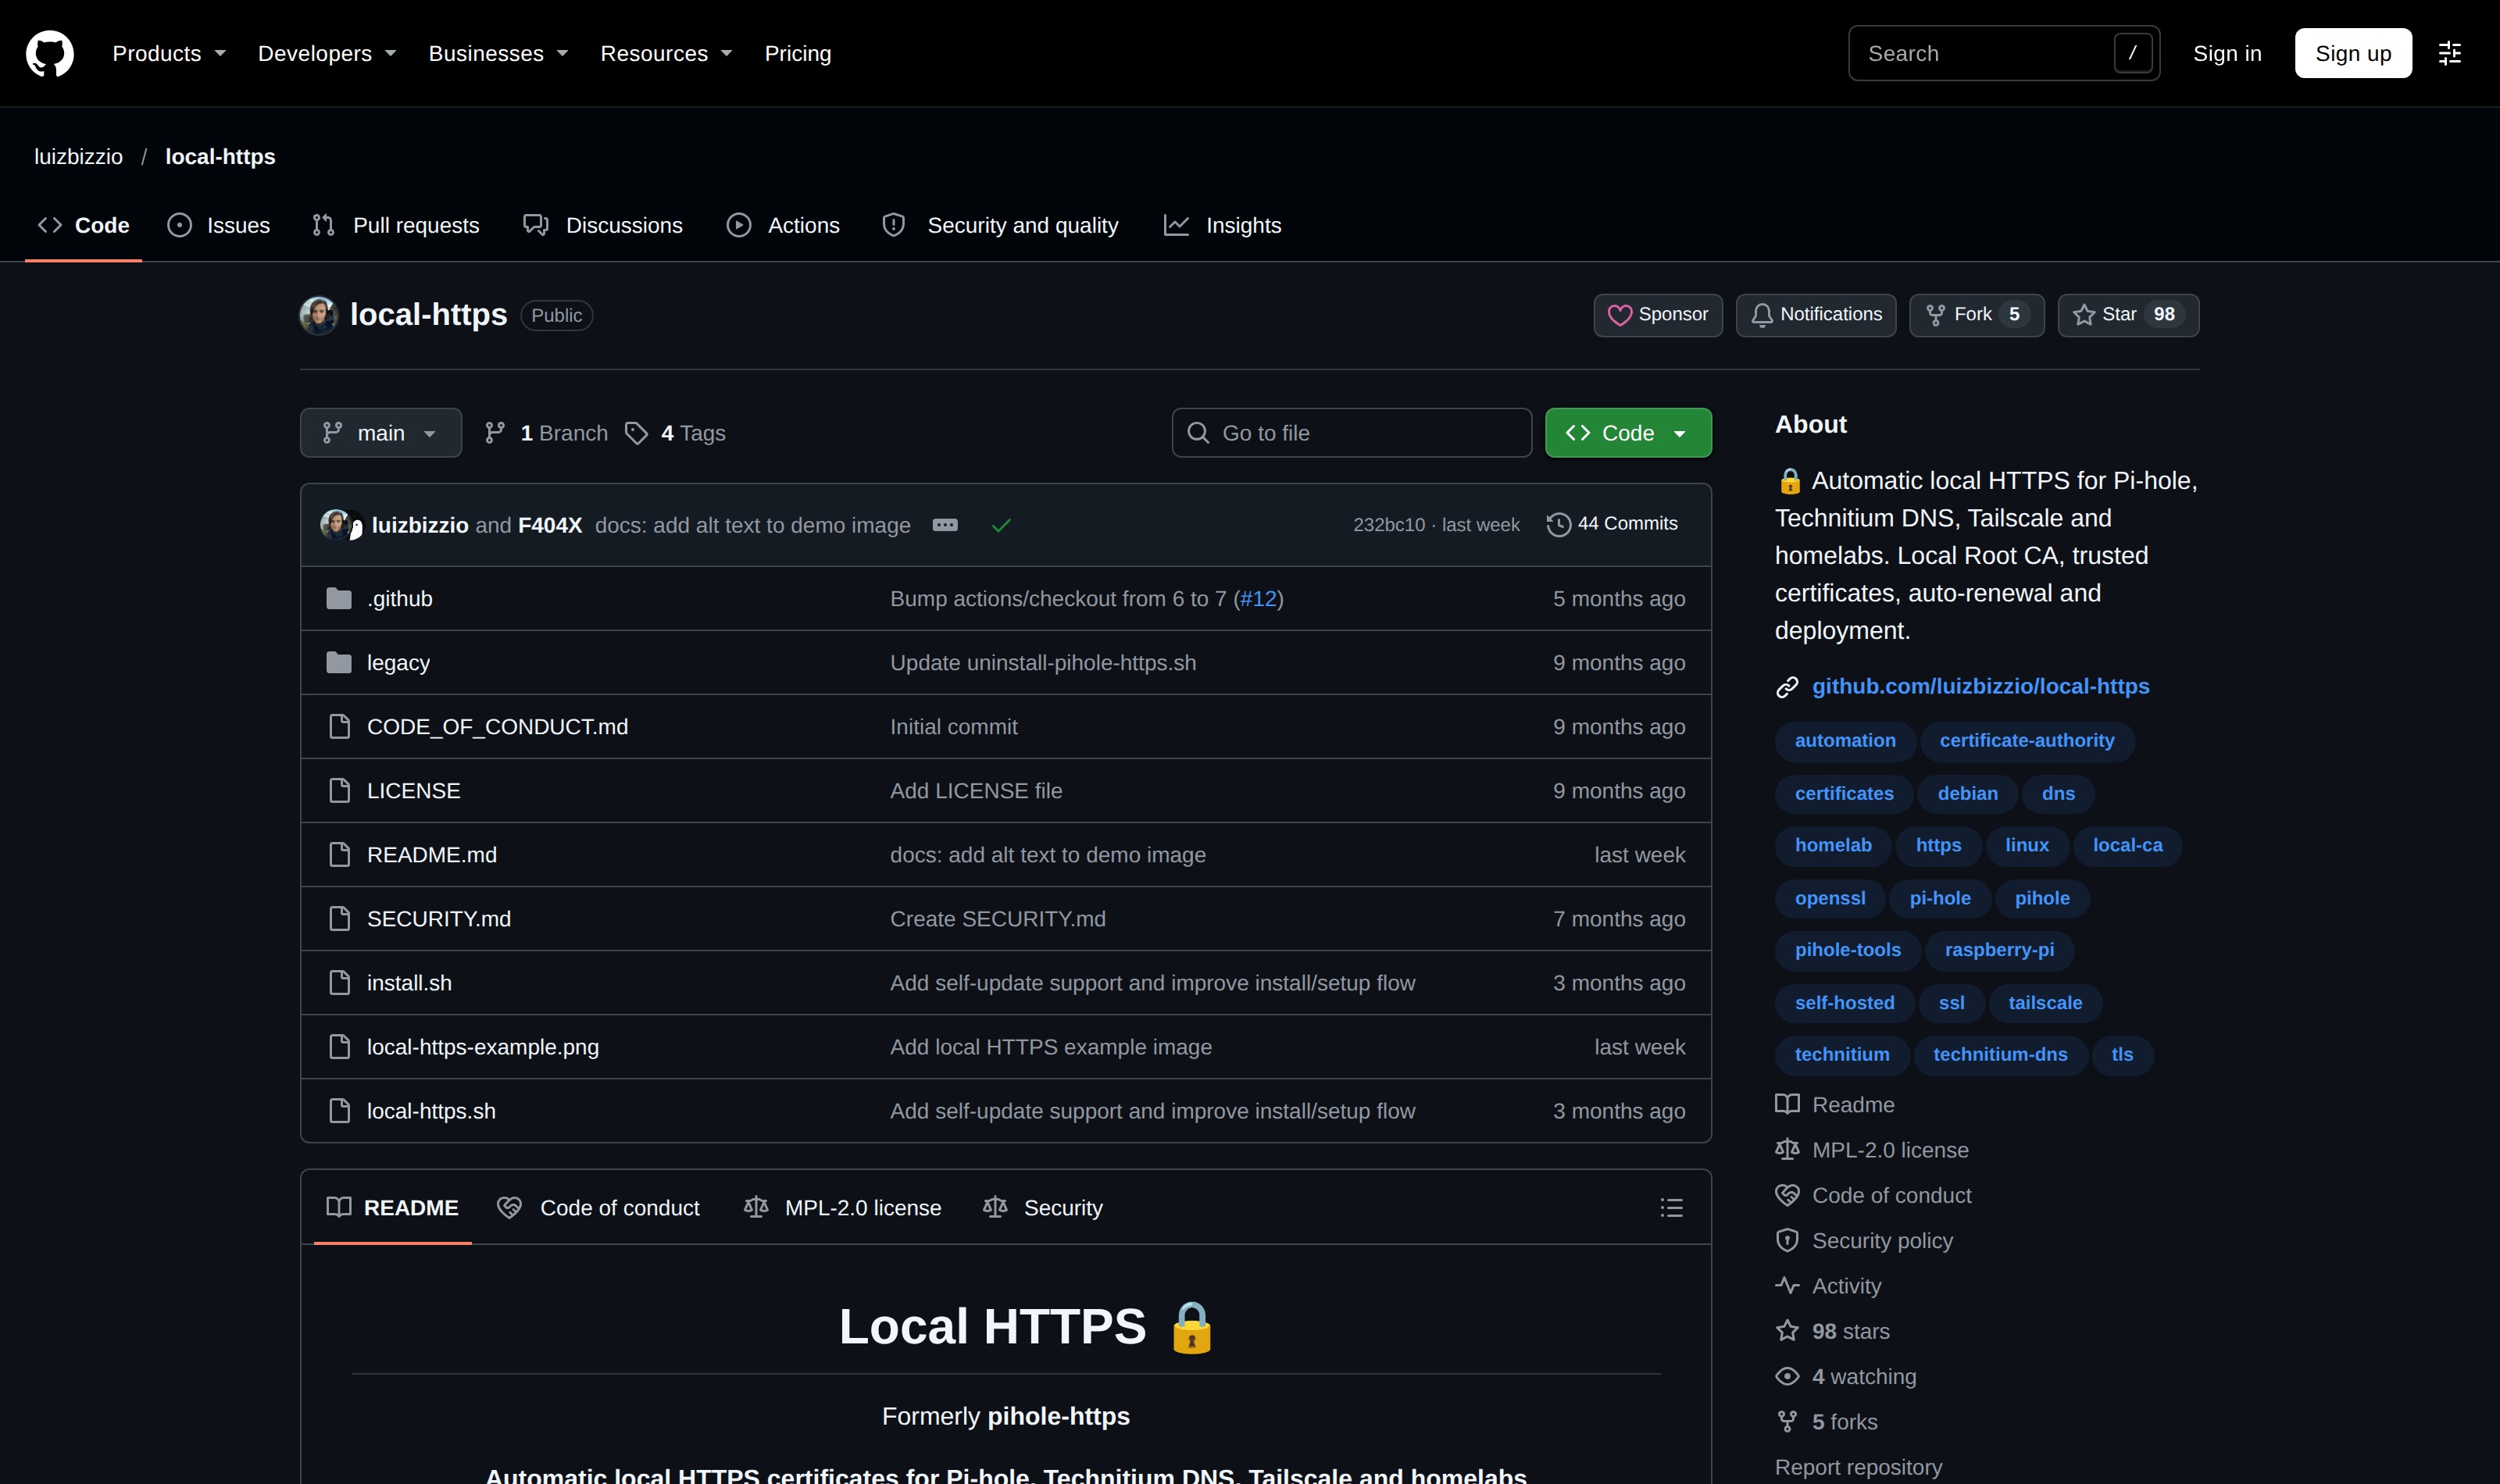 Products Developers Businesses Resources Pricing Search / Sign in Sign up
luizbizzio / local-https
Code Issues Pull requests Discussions Actions Security and quality Insights
local-https Public Sponsor Notifications Fork 5 Star 98
main 1 Branch 4 Tags Go to file Code
luizbizzio and F404X docs: add alt text to demo image 232bc10 · last week 44 Commits
.github Bump actions/checkout from 6 to 7 (#12) 5 months ago
legacy Update uninstall-pihole-https.sh 9 months ago
CODE_OF_CONDUCT.md Initial commit 9 months ago
LICENSE Add LICENSE file 9 months ago
README.md docs: add alt text to demo image last week
SECURITY.md Create SECURITY.md 7 months ago
install.sh Add self-update support and improve install/setup flow 3 months ago
local-https-example.png Add local HTTPS example image last week
local-https.sh Add self-update support and improve install/setup flow 3 months ago
README Code of conduct MPL-2.0 license Security
Local HTTPS 🔒
Formerly pihole-https
Automatic local HTTPS certificates for Pi-hole, Technitium DNS, Tailscale and homelabs
About
🔒 Automatic local HTTPS for Pi-hole,
Technitium DNS, Tailscale and
homelabs. Local Root CA, trusted
certificates, auto-renewal and
deployment.
github.com/luizbizzio/local-https
automation certificate-authority
certificates debian dns
homelab https linux local-ca
openssl pi-hole pihole
pihole-tools raspberry-pi
self-hosted ssl tailscale
technitium technitium-dns tls
Readme
MPL-2.0 license
Code of conduct
Security policy
Activity
98 stars
4 watching
5 forks
Report repository